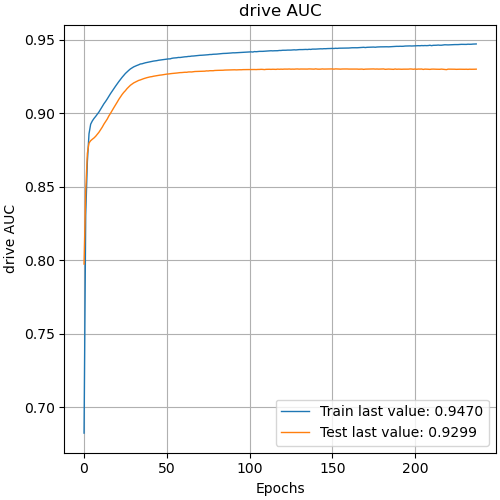 drive AUC
0.95
0.90
0.85
0.80
0.75
0.70
drive AUC
Train last value: 0.9470
Test last value: 0.9299
0 50 100 150 200
Epochs